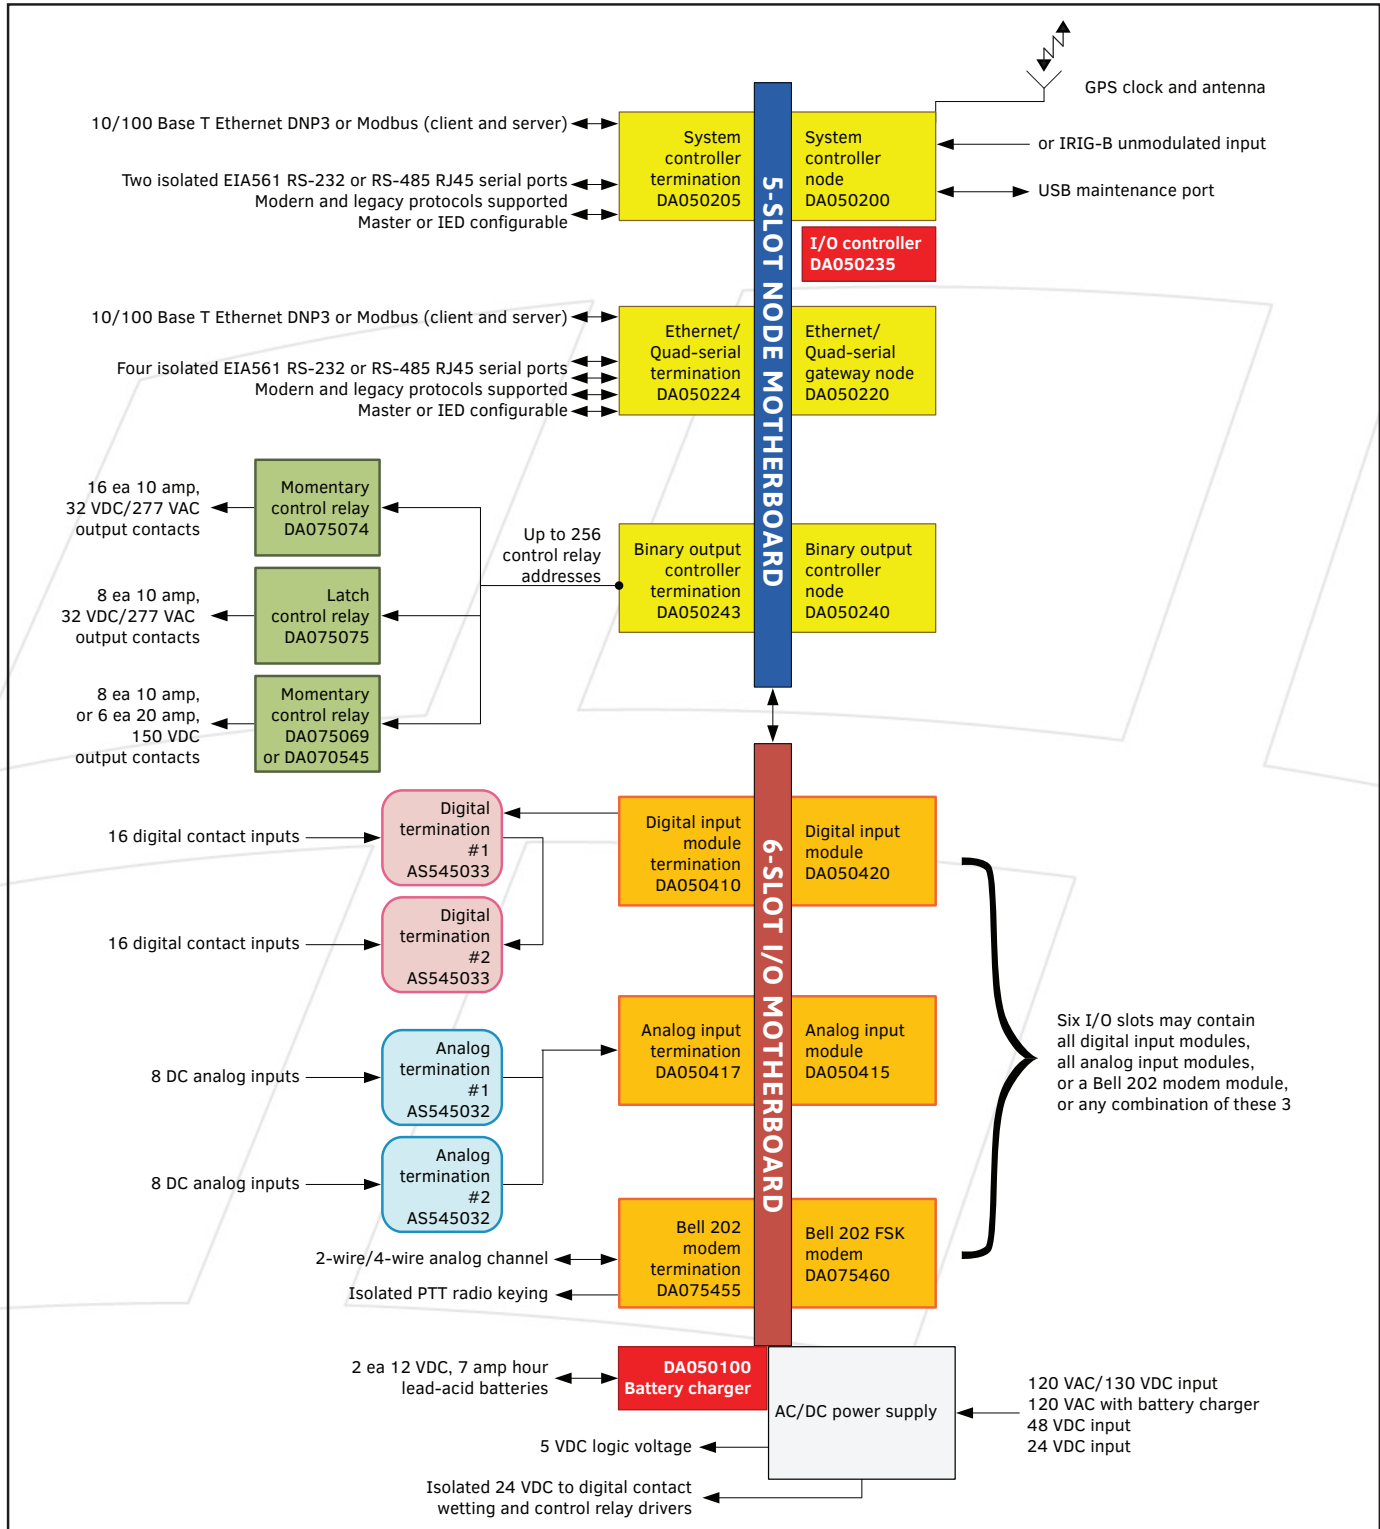 GPS clock and antenna
10/100 Base T Ethernet DNP3 or Modbus (client and server)
Two isolated EIA561 RS-232 or RS-485 RJ45 serial ports
Modern and legacy protocols supported
Master or IED configurable
System
controller
termination
DA050205
System
controller
node
DA050200
or IRIG-B unmodulated input
USB maintenance port
I/O controller
DA050235
5-SLOT NODE MOTHERBOARD
10/100 Base T Ethernet DNP3 or Modbus (client and server)
Four isolated EIA561 RS-232 or RS-485 RJ45 serial ports
Modern and legacy protocols supported
Master or IED configurable
Ethernet/
Quad-serial
termination
DA050224
Ethernet/
Quad-serial
gateway node
DA050220
16 ea 10 amp,
32 VDC/277 VAC
output contacts
Momentary
control relay
DA075074
Up to 256
control relay
addresses
Binary output
controller
termination
DA050243
Binary output
controller
node
DA050240
8 ea 10 amp,
32 VDC/277 VAC
output contacts
Latch
control relay
DA075075
8 ea 10 amp,
or 6 ea 20 amp,
150 VDC
output contacts
Momentary
control relay
DA075069
or DA070545
16 digital contact inputs
Digital
termination
#1
AS545033
Digital input
module
termination
DA050410
Digital input
module
DA050420
6-SLOT I/O MOTHERBOARD
16 digital contact inputs
Digital
termination
#2
AS545033
8 DC analog inputs
Analog
termination
#1
AS545032
Analog input
termination
DA050417
Analog input
module
DA050415
Six I/O slots may contain
all digital input modules,
all analog input modules,
or a Bell 202 modem module,
or any combination of these 3
8 DC analog inputs
Analog
termination
#2
AS545032
2-wire/4-wire analog channel
Isolated PTT radio keying
Bell 202
modem
termination
DA075455
Bell 202 FSK
modem
DA075460
2 ea 12 VDC, 7 amp hour
lead-acid batteries
DA050100
Battery charger
AC/DC power supply
120 VAC/130 VDC input
120 VAC with battery charger
48 VDC input
24 VDC input
5 VDC logic voltage
Isolated 24 VDC to digital contact
wetting and control relay drivers